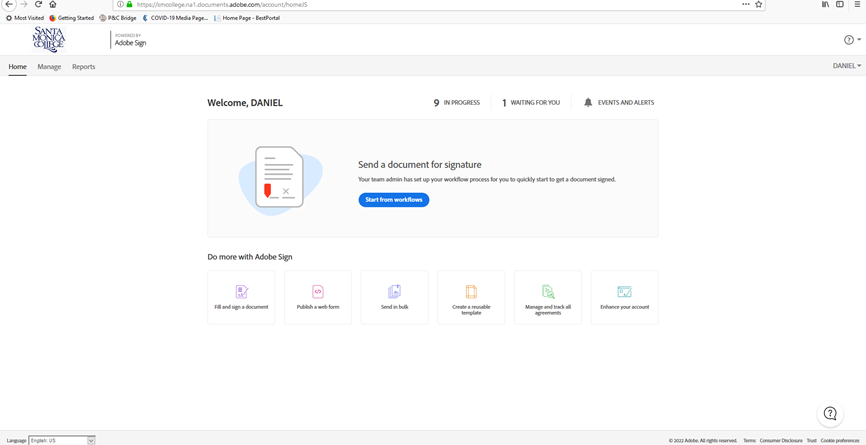 https://smcollege.na1.documents.adobe.com/account/homeJS
Most Visited Getting Started P&C Bridge COVID-19 Media Page... Home Page - BestPortal
SANTA
MONICA
COLLEGE
POWERED BY
Adobe Sign
Home Manage Reports DANIEL
Welcome, DANIEL 9 IN PROGRESS 1 WAITING FOR YOU EVENTS AND ALERTS
Send a document for signature
Your team admin has set up your workflow process for you to quickly start to get a document signed.
Start from workflows
Do more with Adobe Sign
Fill and sign a document
Publish a web form
Send in bulk
Create a reusable
template
Manage and track all
agreements
Enhance your account
Language English: US © 2022 Adobe. All rights reserved. Terms Consumer Disclosure Trust Cookie preferences